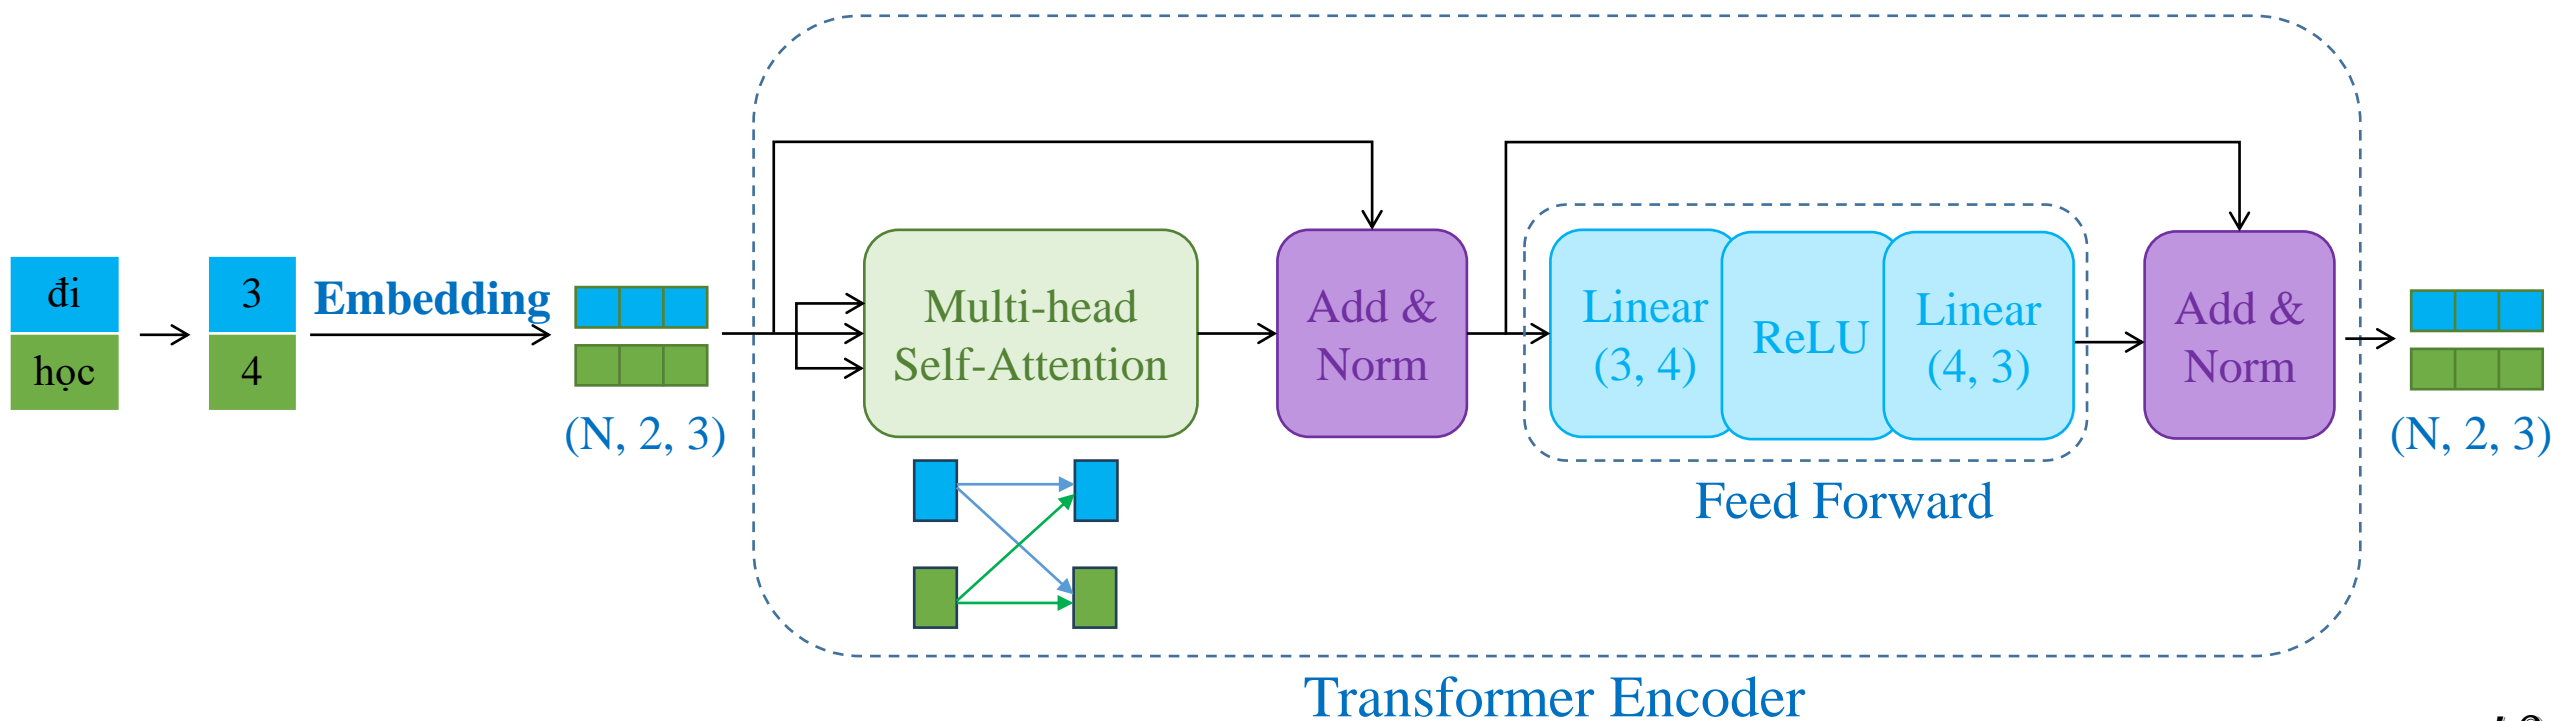 đi
học
3
4
Embedding
(N, 2, 3)
Multi-head
Self-Attention
Add &
Norm
Linear
(3, 4)
ReLU
Linear
(4, 3)
Feed Forward
Add &
Norm
(N, 2, 3)
Transformer Encoder